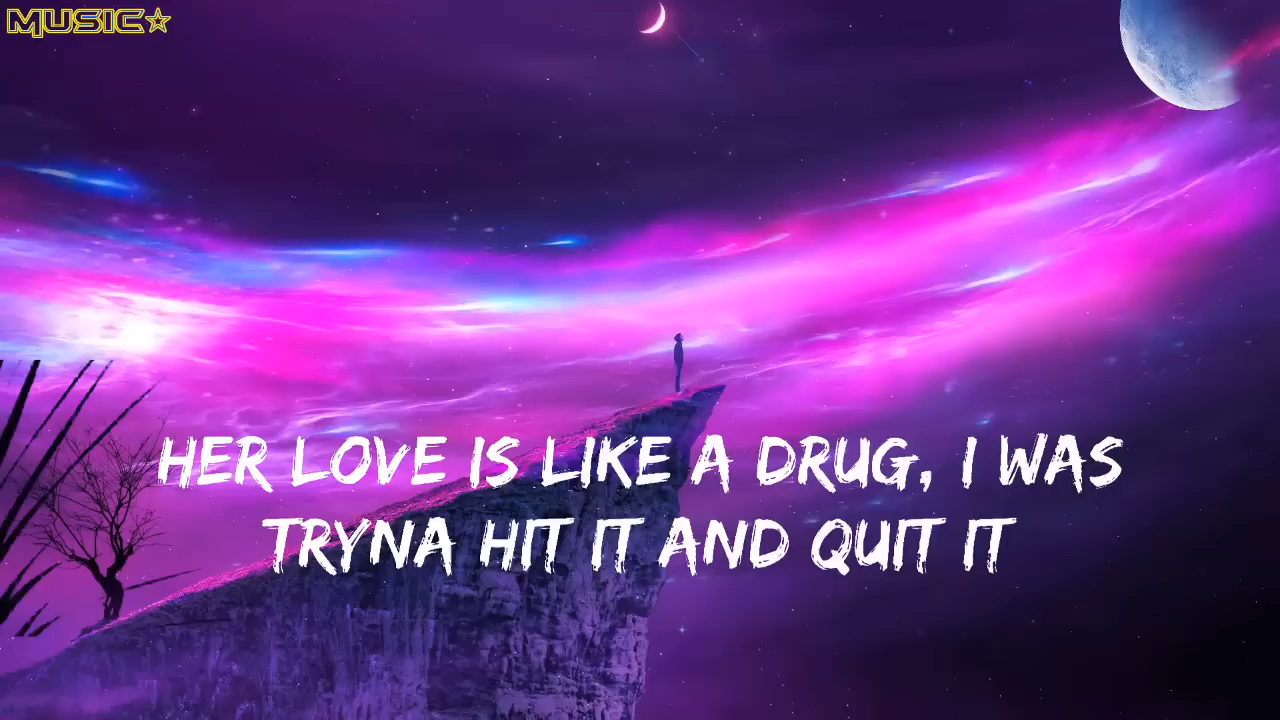 MUSIC☆
HER LOVE IS LIKE A DRUG, I WAS
TRYNA HIT IT AND QUIT IT